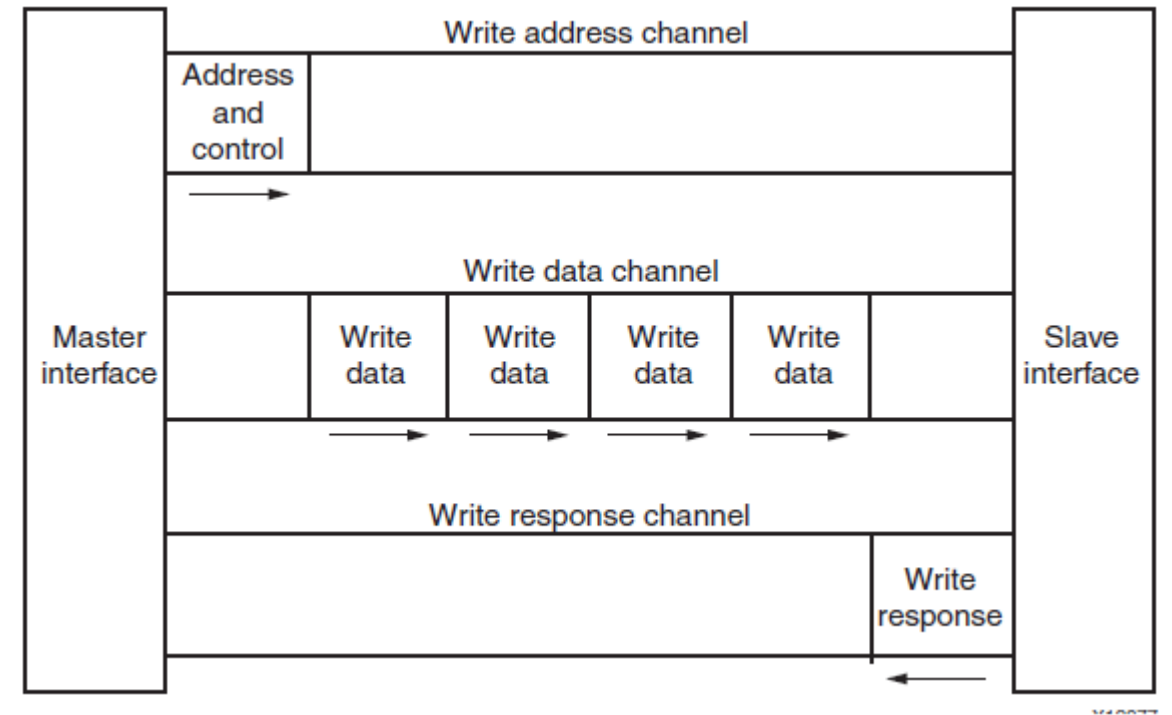 Write address channel
Address
and
control
Write data channel
Master
interface
Write
data
Write
data
Write
data
Write
data
Slave
interface
Write response channel
Write
response